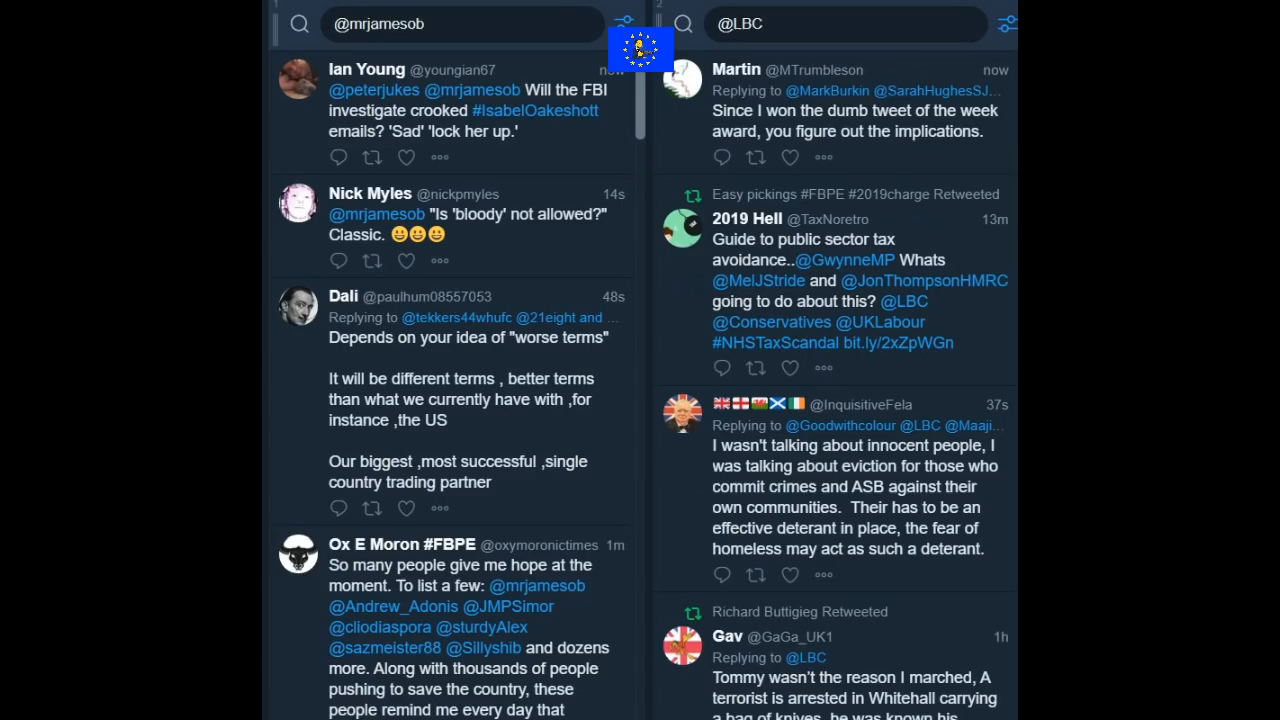 1
@mrjamesob
Ian Young @youngian67 now
@peterjukes @mrjamesob Will the FBI
investigate crooked #IsabelOakeshott
emails? 'Sad' 'lock her up.'
Nick Myles @nickpmyles 14s
@mrjamesob "Is 'bloody' not allowed?"
Classic. 😀😀😀
Dali @paulhum08557053 48s
Replying to @tekkers44whufc @21eight and ...
Depends on your idea of "worse terms"
It will be different terms , better terms
than what we currently have with ,for
instance ,the US
Our biggest ,most successful ,single
country trading partner
Ox E Moron #FBPE @oxymoronictimes 1m
So many people give me hope at the
moment. To list a few: @mrjamesob
@Andrew_Adonis @JMPSimor
@cliodiaspora @sturdyAlex
@sazmeister88 @Sillyshib and dozens
more. Along with thousands of people
pushing to save the country, these
people remind me every day that
2
@LBC
Martin @MTrumbleson now
Replying to @MarkBurkin @SarahHughesSJ...
Since I won the dumb tweet of the week
award, you figure out the implications.
Easy pickings #FBPE #2019charge Retweeted
2019 Hell @TaxNoretro 13m
Guide to public sector tax
avoidance..@GwynneMP Whats
@MelJStride and @JonThompsonHMRC
going to do about this? @LBC
@Conservatives @UKLabour
#NHSTaxScandal bit.ly/2xZpWGn
@InquisitiveFela 37s
Replying to @Goodwithcolour @LBC @Maaji...
I wasn't talking about innocent people, I
was talking about eviction for those who
commit crimes and ASB against their
own communities. Their has to be an
effective deterant in place, the fear of
homeless may act as such a deterant.
Richard Buttigieg Retweeted
Gav @GaGa_UK1 1h
Replying to @LBC
Tommy wasn't the reason I marched, A
terrorist is arrested in Whitehall carrying
a bag of knives, he was known his